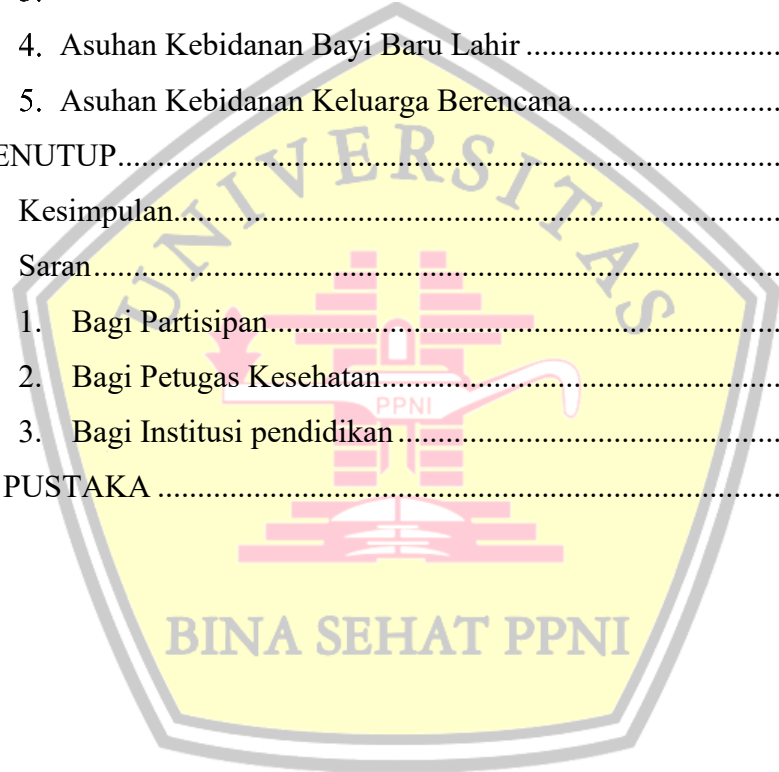 4. Asuhan Kebidanan Bayi Baru Lahir ................................
5. Asuhan Kebidanan Keluarga Berencana..........................
ENUTUP...................................................................................
Kesimpulan............................................................................
Saran......................................................................................
1. Bagi Partisipan................................................................
2. Bagi Petugas Kesehatan..................................................
3. Bagi Institusi pendidikan ................................................
PUSTAKA ..............................................................................
UNIVERSITAS
PPNI
BINA SEHAT PPNI